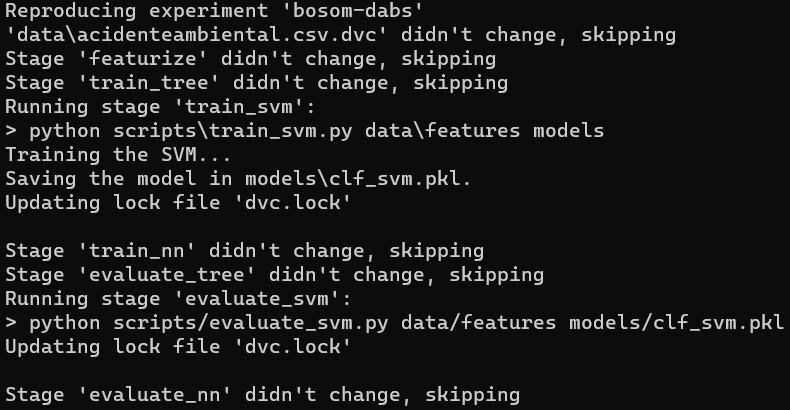 Reproducing experiment 'bosom-dabs'
'data\acidenteambiental.csv.dvc' didn't change, skipping
Stage 'featurize' didn't change, skipping
Stage 'train_tree' didn't change, skipping
Running stage 'train_svm':
> python scripts\train_svm.py data\features models
Training the SVM...
Saving the model in models\clf_svm.pkl.
Updating lock file 'dvc.lock'

Stage 'train_nn' didn't change, skipping
Stage 'evaluate_tree' didn't change, skipping
Running stage 'evaluate_svm':
> python scripts/evaluate_svm.py data/features models/clf_svm.pkl
Updating lock file 'dvc.lock'

Stage 'evaluate_nn' didn't change, skipping